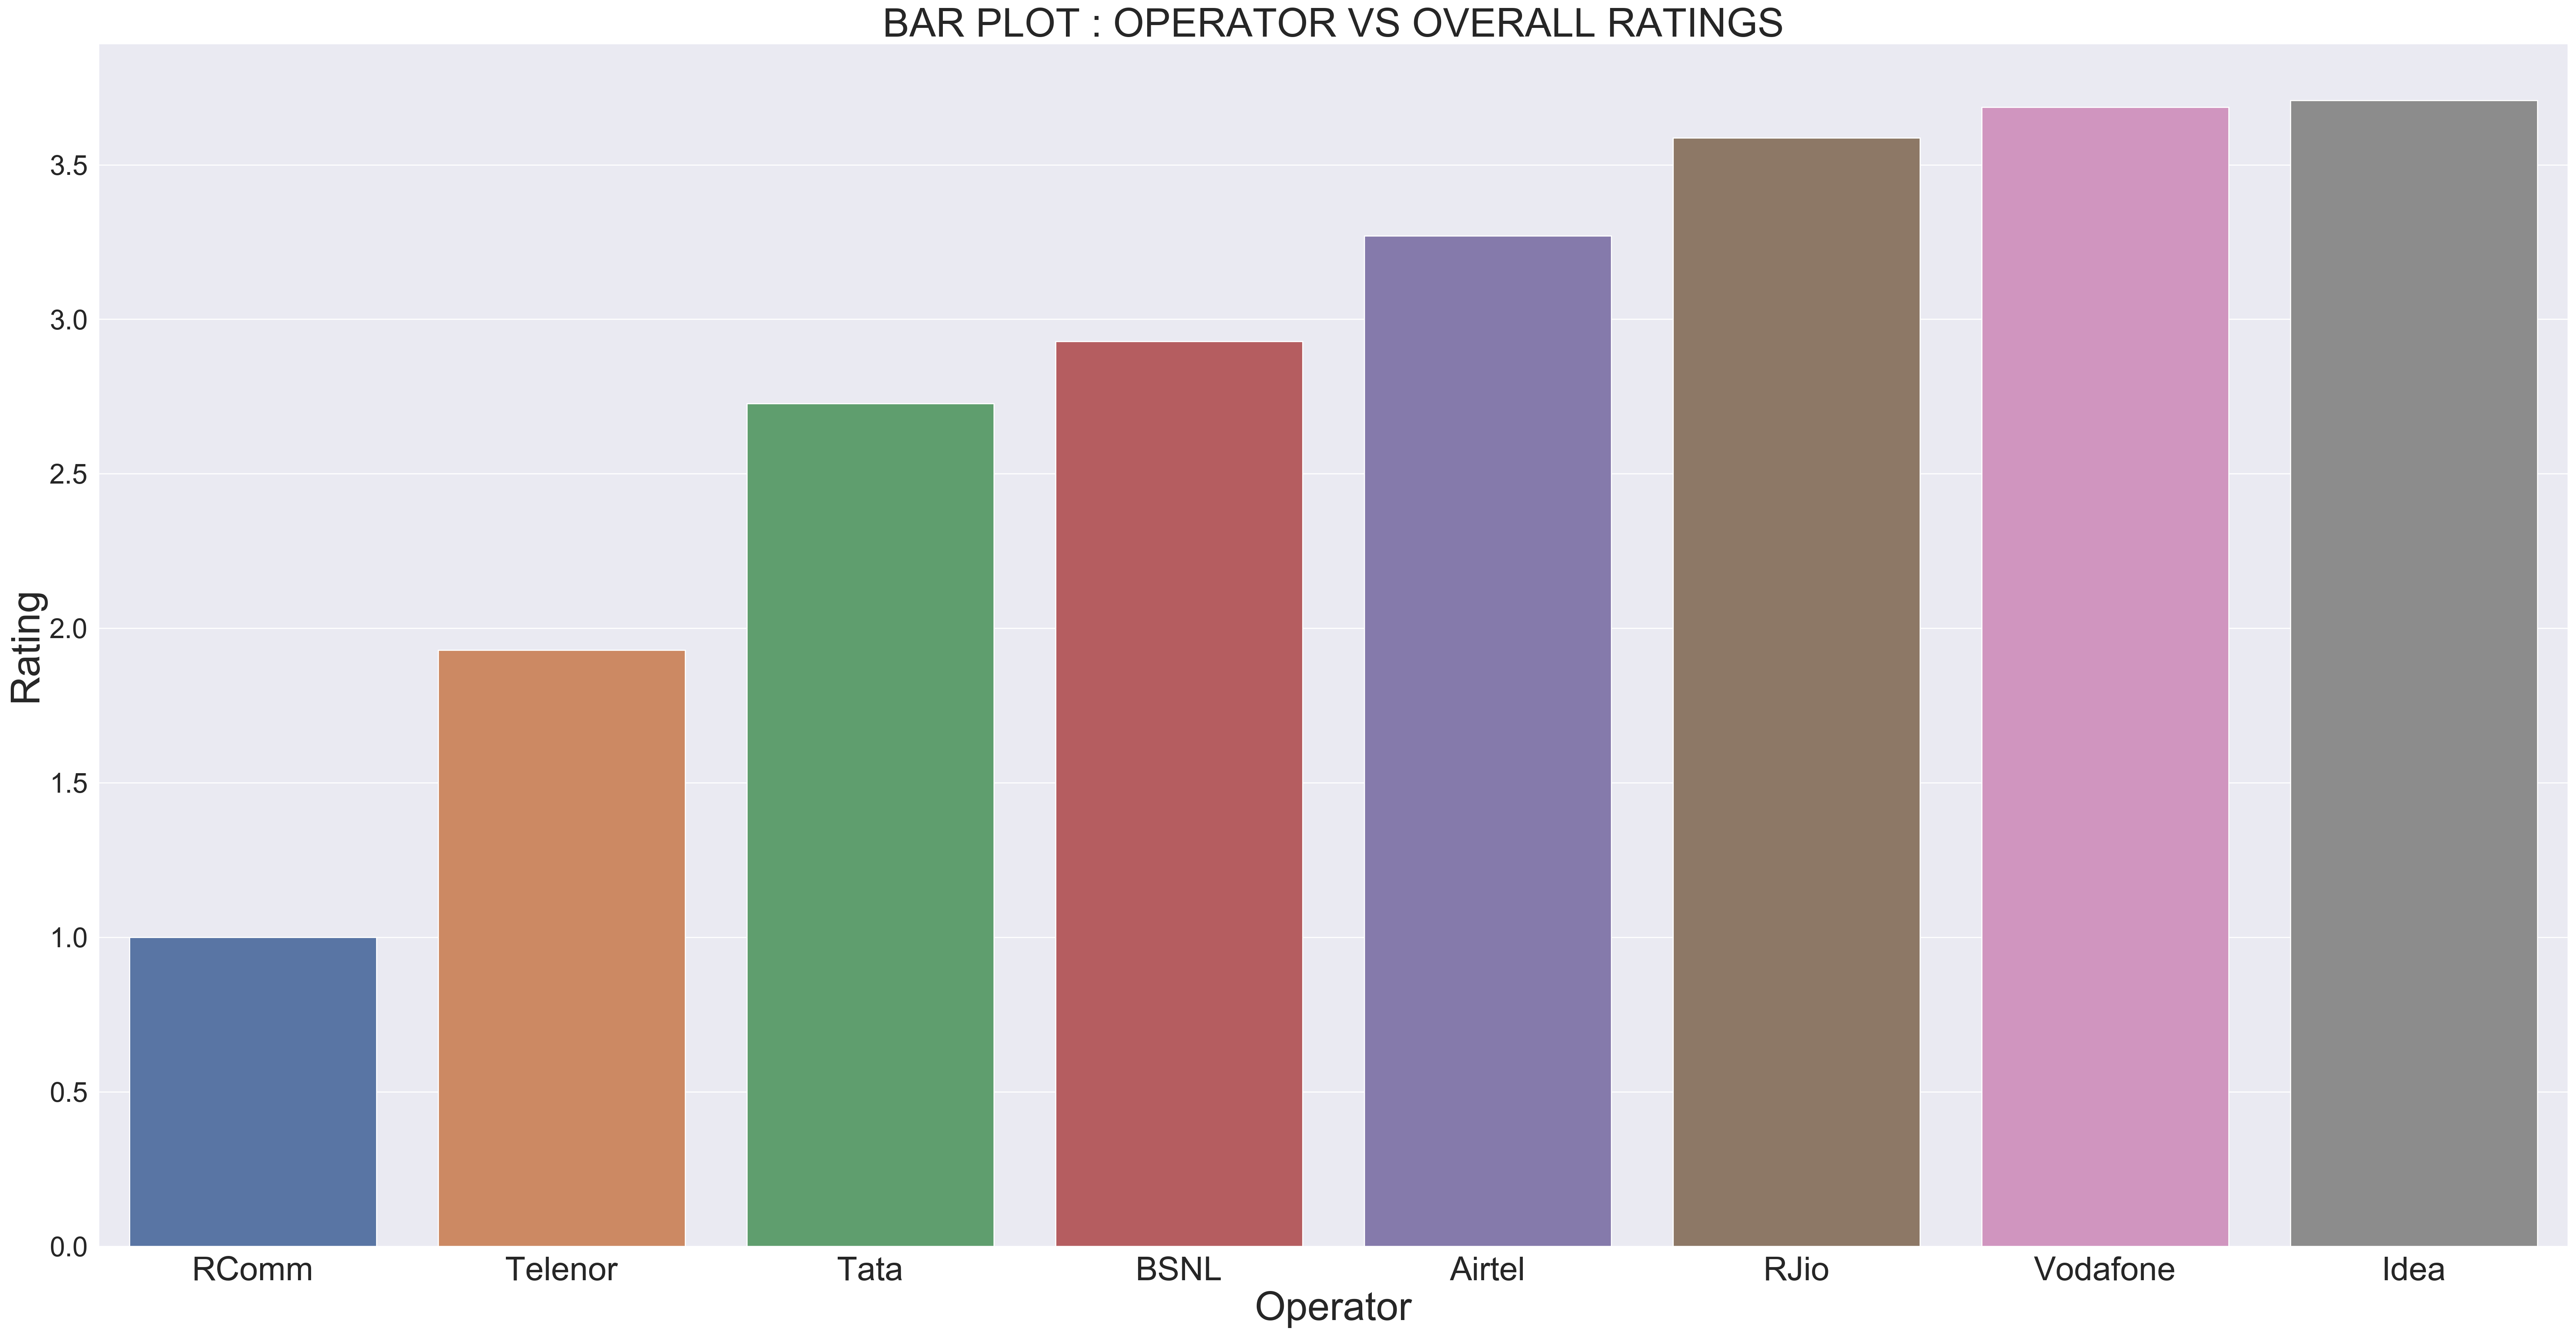 BAR PLOT : OPERATOR VS OVERALL RATINGS
Rating
3.5
3.0
2.5
2.0
1.5
1.0
0.5
0.0
RComm Telenor Tata BSNL Airtel RJio Vodafone Idea
Operator